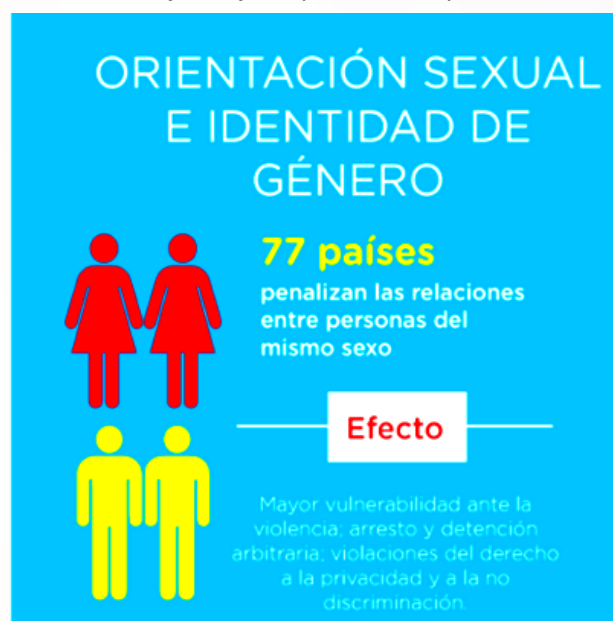 ORIENTACIÓN SEXUAL
E IDENTIDAD DE
GÉNERO
77 países
penalizan las relaciones
entre personas del
mismo sexo
Efecto
Mayor vulnerabilidad ante la
violencia; arresto y detención
arbitraria; violaciones del derecho
a la privacidad y a la no
discriminación.